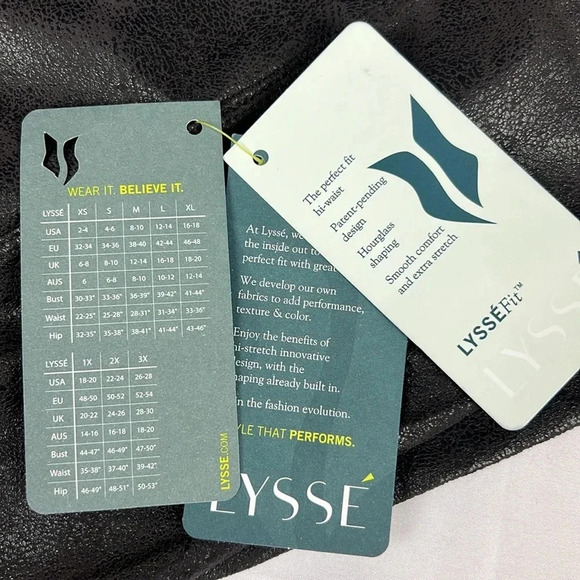 WEAR IT. BELIEVE IT.
LYSSÉ XS S M L XL
USA 2-4 4-6 8-10 12-14 16-18
EU 32-34 34-36 38-40 42-44 46-48
UK 6-8 8-10 12-14 16-18 18-20
AUS 6 6-8 8-10 10-12 12-14
Bust 30-33" 33-36" 36-39" 39-42" 41-44"
Waist 22-25" 25-28" 28-31" 31-34" 33-36"
Hip 32-35" 35-38" 38-41" 41-44" 43-46"
LYSSÉ 1X 2X 3X
USA 18-20 22-24 26-28
EU 48-50 50-52 52-54
UK 20-22 24-26 28-30
AUS 14-16 16-18 18-20
Bust 44-47" 46-49" 47-50"
Waist 35-38" 37-40" 39-42"
Hip 46-49" 48-51" 50-53"
LYSSE.COM
At Lyssé, we
the inside out to
perfect fit with great
We develop our own
fabrics to add performance,
texture & color.
Enjoy the benefits of
hi-stretch innovative
design, with the
shaping already built in.
in the fashion evolution.
YLE THAT PERFORMS.
LYSSÉ
The perfect fit
hi-waist
Patent-pending
design
Hourglass
shaping
Smooth comfort
and extra stretch
LYSSÉFit™
LYSSÉ